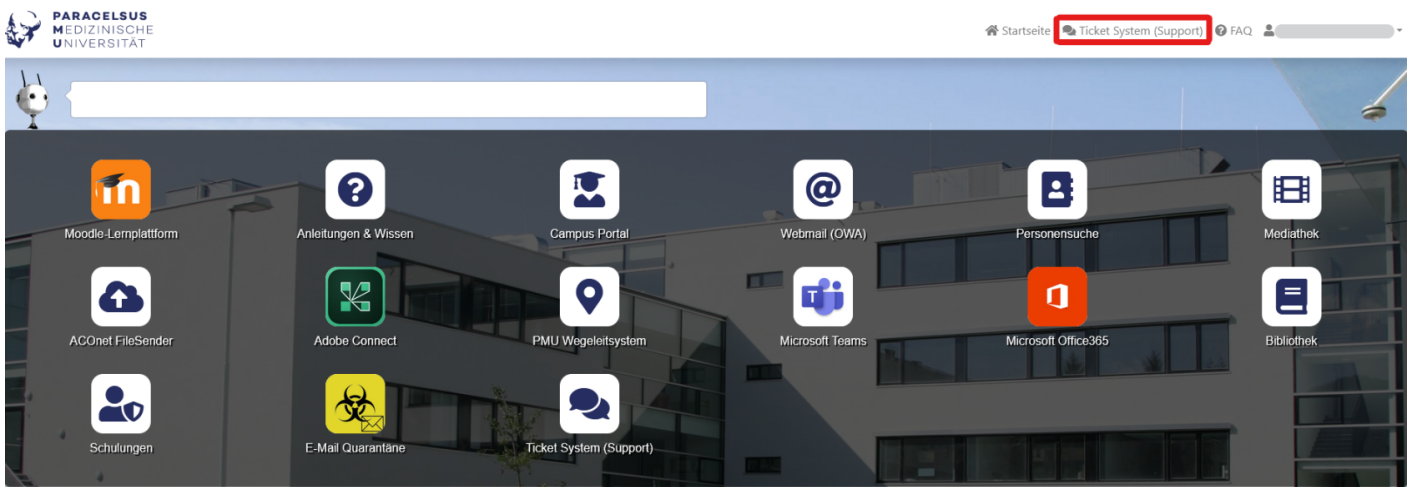 PARACELSUS
MEDIZINISCHE
UNIVERSITÄT
Startseite Ticket System (Support) FAQ
Moodle-Lernplattform Anleitungen & Wissen Campus Portal Webmail (OWA) Personensuche Mediathek
ACOnet FileSender Adobe Connect PMU Wegeleitsystem Microsoft Teams Microsoft Office365 Bibliothek
Schulungen E-Mail Quarantäne Ticket System (Support)